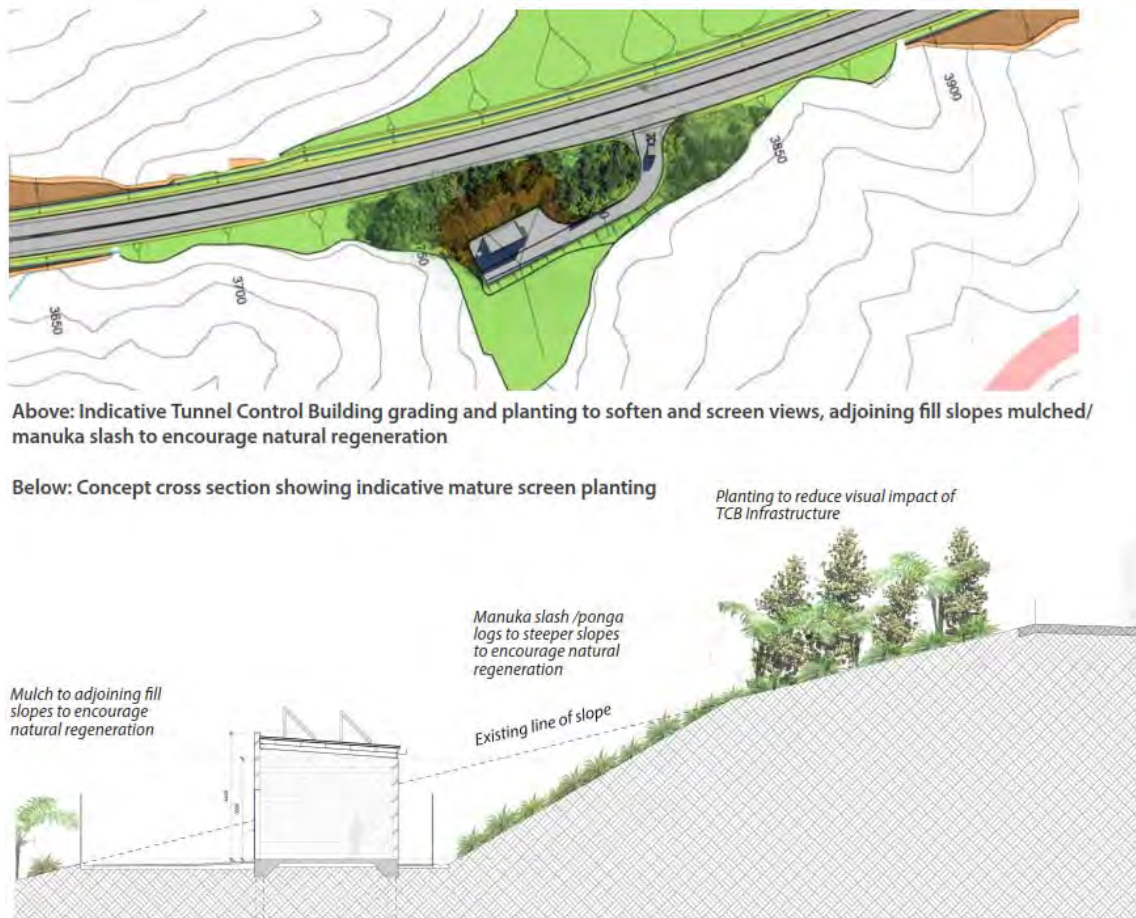 3900
3850
3700
3650
Above: Indicative Tunnel Control Building grading and planting to soften and screen views, adjoining fill slopes mulched/
manuka slash to encourage natural regeneration
Below: Concept cross section showing indicative mature screen planting
Planting to reduce visual impact of
TCB Infrastructure
Manuka slash /ponga
logs to steeper slopes
to encourage natural
regeneration
Mulch to adjoining fill
slopes to encourage
natural regeneration
Existing line of slope